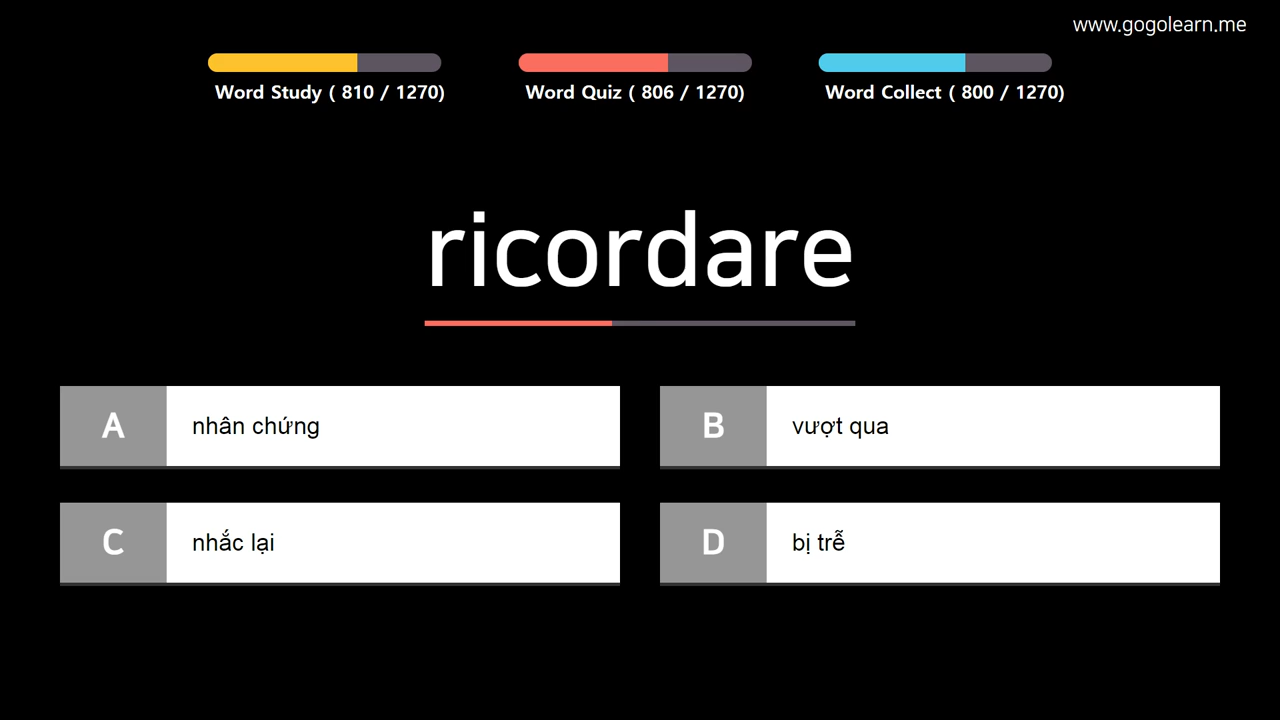 www.gogolearn.me
Word Study ( 810 / 1270)
Word Quiz ( 806 / 1270)
Word Collect ( 800 / 1270)
ricordare
A nhân chứng
B vượt qua
C nhắc lại
D bị trễ